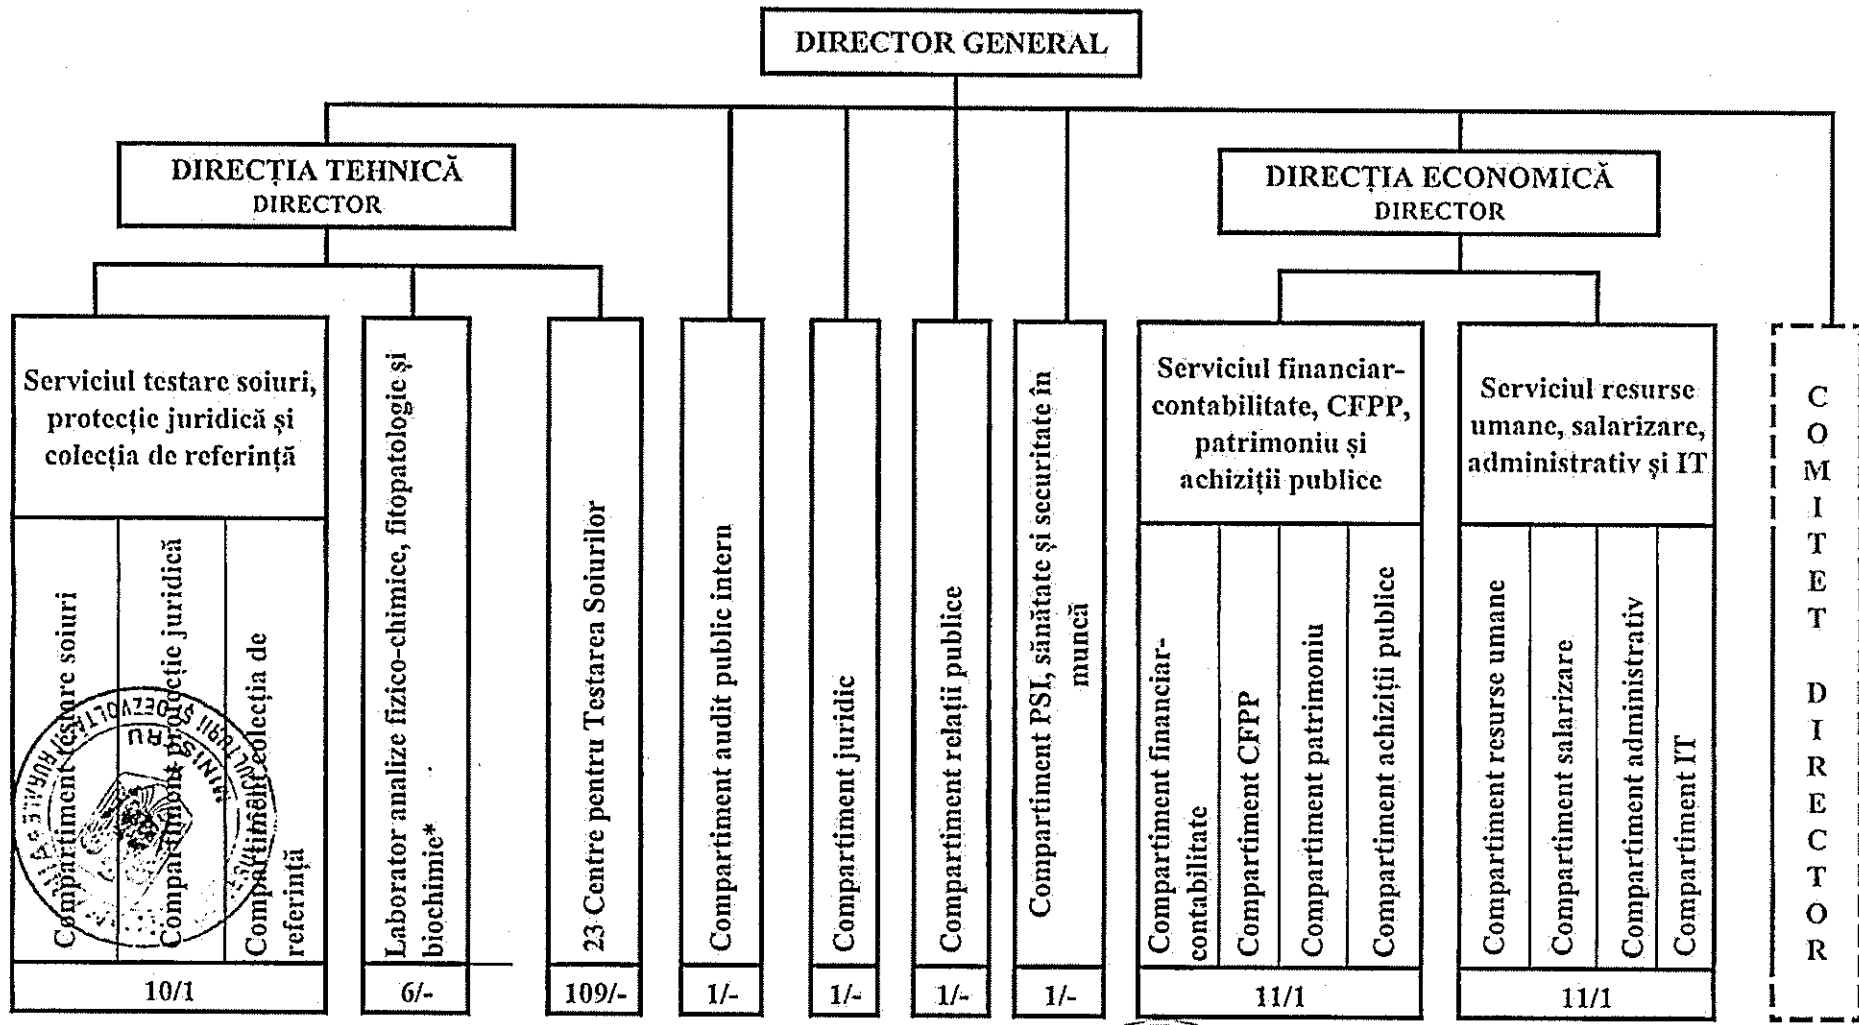 DIRECTOR GENERAL
DIRECȚIA TEHNICĂ
DIRECTOR
DIRECȚIA ECONOMICĂ
DIRECTOR
Serviciul testare soiuri,
protecție juridică și
colecția de referință
Compartiment testare soiuri
Compartiment protecție juridică
Compartiment colecția de
referință
10/1
Laborator analize fizico-chimice, fitopatologie și
biochimie*
6/-
23 Centre pentru Testarea Soiurilor
109/-
Compartiment audit public intern
1/-
Compartiment juridic
1/-
Compartiment relații publice
1/-
Compartiment PSI, sănătate și securitate în
muncă
1/-
Serviciul financiar-
contabilitate, CFPP,
patrimoniu și
achiziții publice
Compartiment financiar-
contabilitate
Compartiment CFPP
Compartiment patrimoniu
Compartiment achiziții publice
11/1
Serviciul resurse
umane, salarizare,
administrativ și IT
Compartiment resurse umane
Compartiment salarizare
Compartiment administrativ
Compartiment IT
11/1
COMITET DIRECTOR
MINISTRU